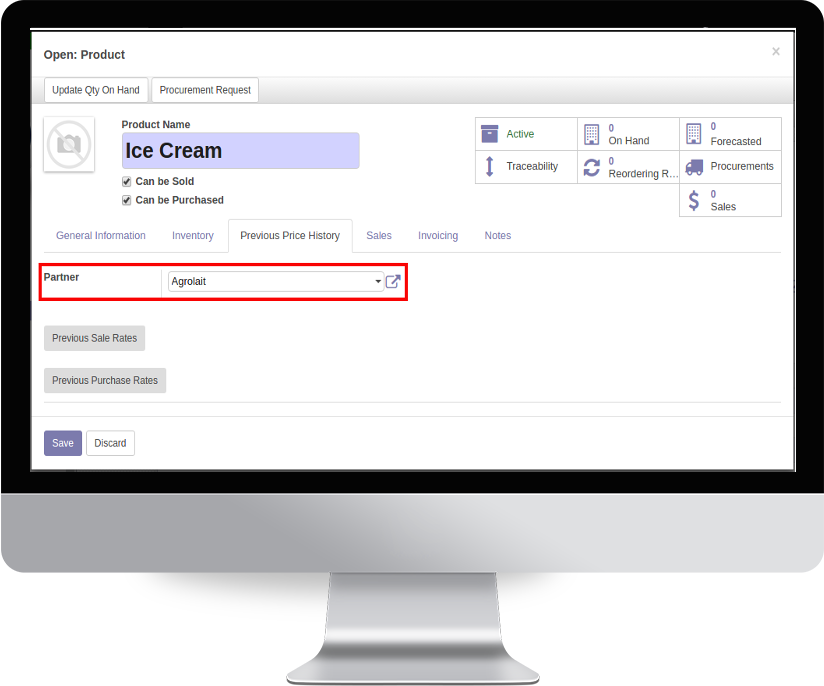 Open: Product
×
Update Qty On Hand
Procurement Request
Product Name
Ice Cream
Can be Sold
Can be Purchased
Active
0
On Hand
0
Forecasted
Traceability
0
Reordering R...
Procurements
0
Sales
General Information
Inventory
Previous Price History
Sales
Invoicing
Notes
Partner
Agrolait
Previous Sale Rates
Previous Purchase Rates
Save
Discard